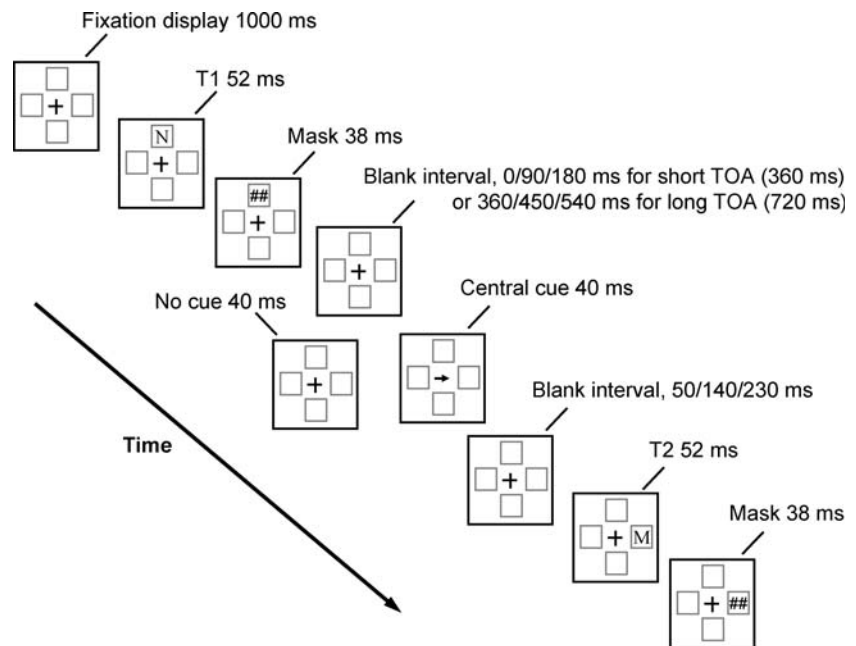 Fixation display 1000 ms
T1 52 ms
N
Mask 38 ms
##
Blank interval, 0/90/180 ms for short TOA (360 ms)
or 360/450/540 ms for long TOA (720 ms)
No cue 40 ms
Central cue 40 ms
Blank interval, 50/140/230 ms
Time
T2 52 ms
M
Mask 38 ms
##